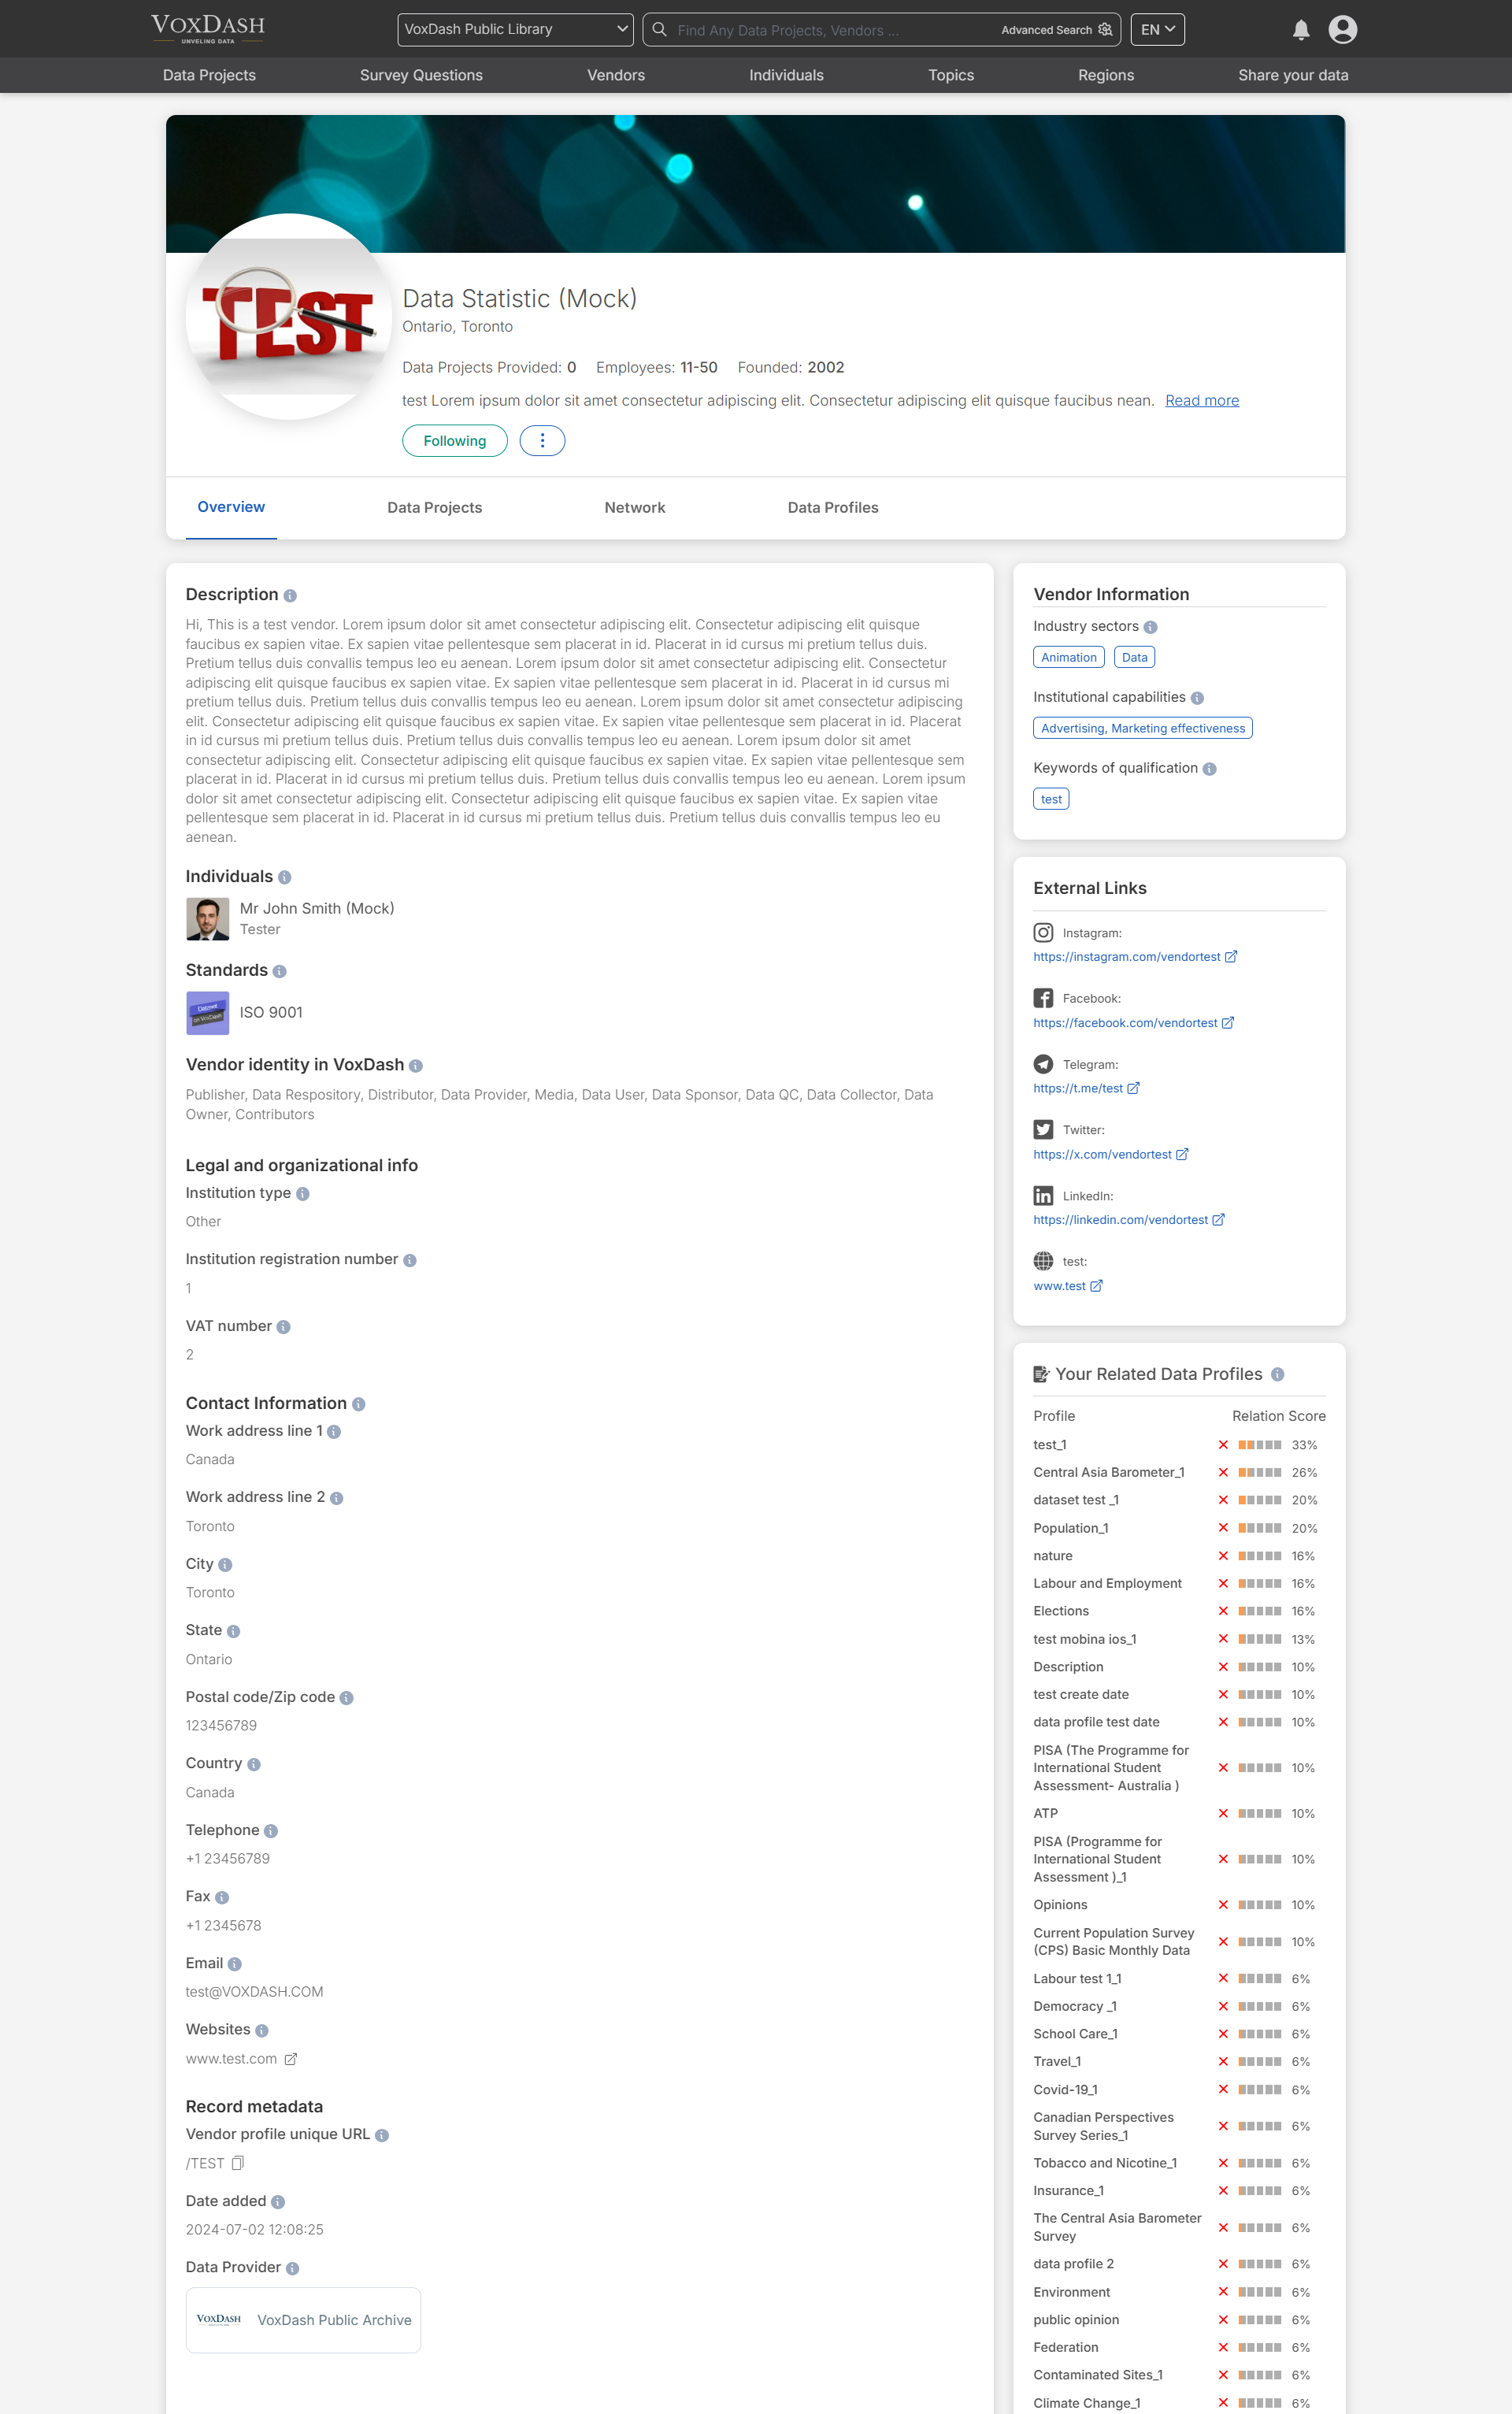 VOXDASH
UNVEILING DATA
VoxDash Public Library
Find Any Data Projects, Vendors ...
Advanced Search
EN
Data Projects
Survey Questions
Vendors
Individuals
Topics
Regions
Share your data
TEST
Data Statistic (Mock)
Ontario, Toronto
Data Projects Provided: 0 Employees: 11-50 Founded: 2002
test Lorem ipsum dolor sit amet consectetur adipiscing elit. Consectetur adipiscing elit quisque faucibus nean. Read more
Following
Overview
Data Projects
Network
Data Profiles
Description
Hi, This is a test vendor. Lorem ipsum dolor sit amet consectetur adipiscing elit. Consectetur adipiscing elit quisque
faucibus ex sapien vitae. Ex sapien vitae pellentesque sem placerat in id. Placerat in id cursus mi pretium tellus duis.
Pretium tellus duis convallis tempus leo eu aenean. Lorem ipsum dolor sit amet consectetur adipiscing elit. Consectetur
adipiscing elit quisque faucibus ex sapien vitae. Ex sapien vitae pellentesque sem placerat in id. Placerat in id cursus mi
pretium tellus duis. Pretium tellus duis convallis tempus leo eu aenean. Lorem ipsum dolor sit amet consectetur adipiscing
elit. Consectetur adipiscing elit quisque faucibus ex sapien vitae. Ex sapien vitae pellentesque sem placerat in id. Placerat
in id cursus mi pretium tellus duis. Pretium tellus duis convallis tempus leo eu aenean. Lorem ipsum dolor sit amet
consectetur adipiscing elit. Consectetur adipiscing elit quisque faucibus ex sapien vitae. Ex sapien vitae pellentesque sem
placerat in id. Placerat in id cursus mi pretium tellus duis. Pretium tellus duis convallis tempus leo eu aenean. Lorem ipsum
dolor sit amet consectetur adipiscing elit. Consectetur adipiscing elit quisque faucibus ex sapien vitae. Ex sapien vitae
pellentesque sem placerat in id. Placerat in id cursus mi pretium tellus duis. Pretium tellus duis convallis tempus leo eu
aenean.
Individuals
Mr John Smith (Mock)
Tester
Standards
Dataset
on VoxDash
ISO 9001
Vendor identity in VoxDash
Publisher, Data Respository, Distributor, Data Provider, Media, Data User, Data Sponsor, Data QC, Data Collector, Data
Owner, Contributors
Legal and organizational info
Institution type
Other
Institution registration number
1
VAT number
2
Contact Information
Work address line 1
Canada
Work address line 2
Toronto
City
Toronto
State
Ontario
Postal code/Zip code
123456789
Country
Canada
Telephone
+1 23456789
Fax
+1 2345678
Email
test@VOXDASH.COM
Websites
www.test.com
Record metadata
Vendor profile unique URL
/TEST
Date added
2024-07-02 12:08:25
Data Provider
VOXDASH
VoxDash Public Archive
Vendor Information
Industry sectors
Animation
Data
Institutional capabilities
Advertising, Marketing effectiveness
Keywords of qualification
test
External Links
Instagram:
https://instagram.com/vendortest
Facebook:
https://facebook.com/vendortest
Telegram:
https://t.me/test
Twitter:
https://x.com/vendortest
LinkedIn:
https://linkedin.com/vendortest
test:
www.test
Your Related Data Profiles
Profile Relation Score
test_1 33%
Central Asia Barometer_1 26%
dataset test _1 20%
Population_1 20%
nature 16%
Labour and Employment 16%
Elections 16%
test mobina ios_1 13%
Description 10%
test create date 10%
data profile test date 10%
PISA (The Programme for
International Student
Assessment- Australia ) 10%
ATP 10%
PISA (Programme for
International Student
Assessment )_1 10%
Opinions 10%
Current Population Survey
(CPS) Basic Monthly Data 10%
Labour test 1_1 6%
Democracy _1 6%
School Care_1 6%
Travel_1 6%
Covid-19_1 6%
Canadian Perspectives
Survey Series_1 6%
Tobacco and Nicotine_1 6%
Insurance_1 6%
The Central Asia Barometer
Survey 6%
data profile 2 6%
Environment 6%
public opinion 6%
Federation 6%
Contaminated Sites_1 6%
Climate Change_1 6%